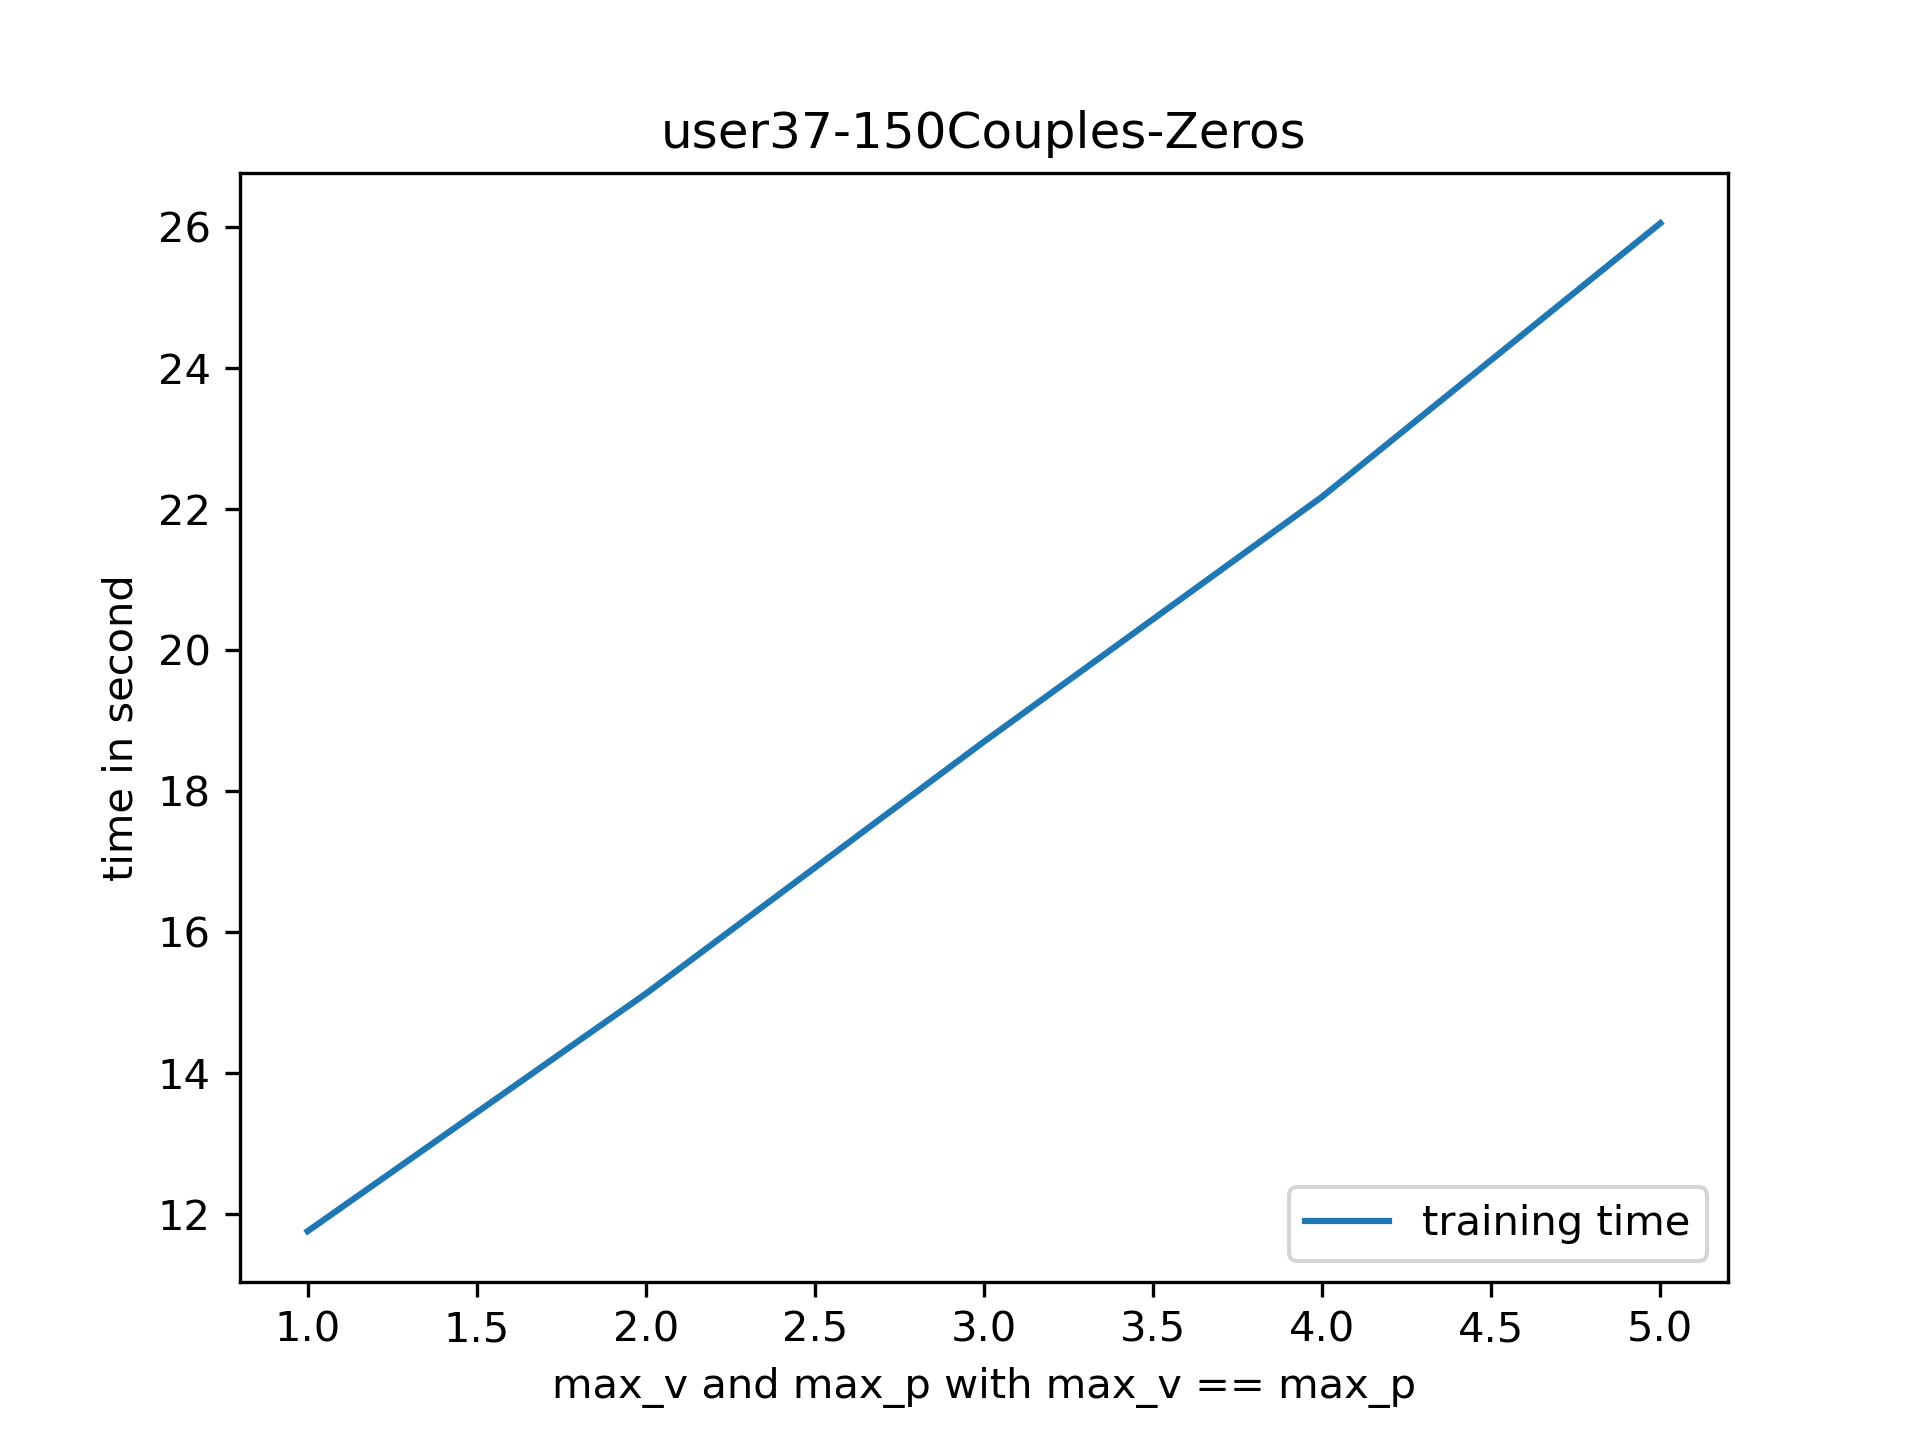 user37-150Couples-Zeros
26
24
22
20
18
16
14
12
time in second
training time
1.0 1.5 2.0 2.5 3.0 3.5 4.0 4.5 5.0
max_v and max_p with max_v == max_p